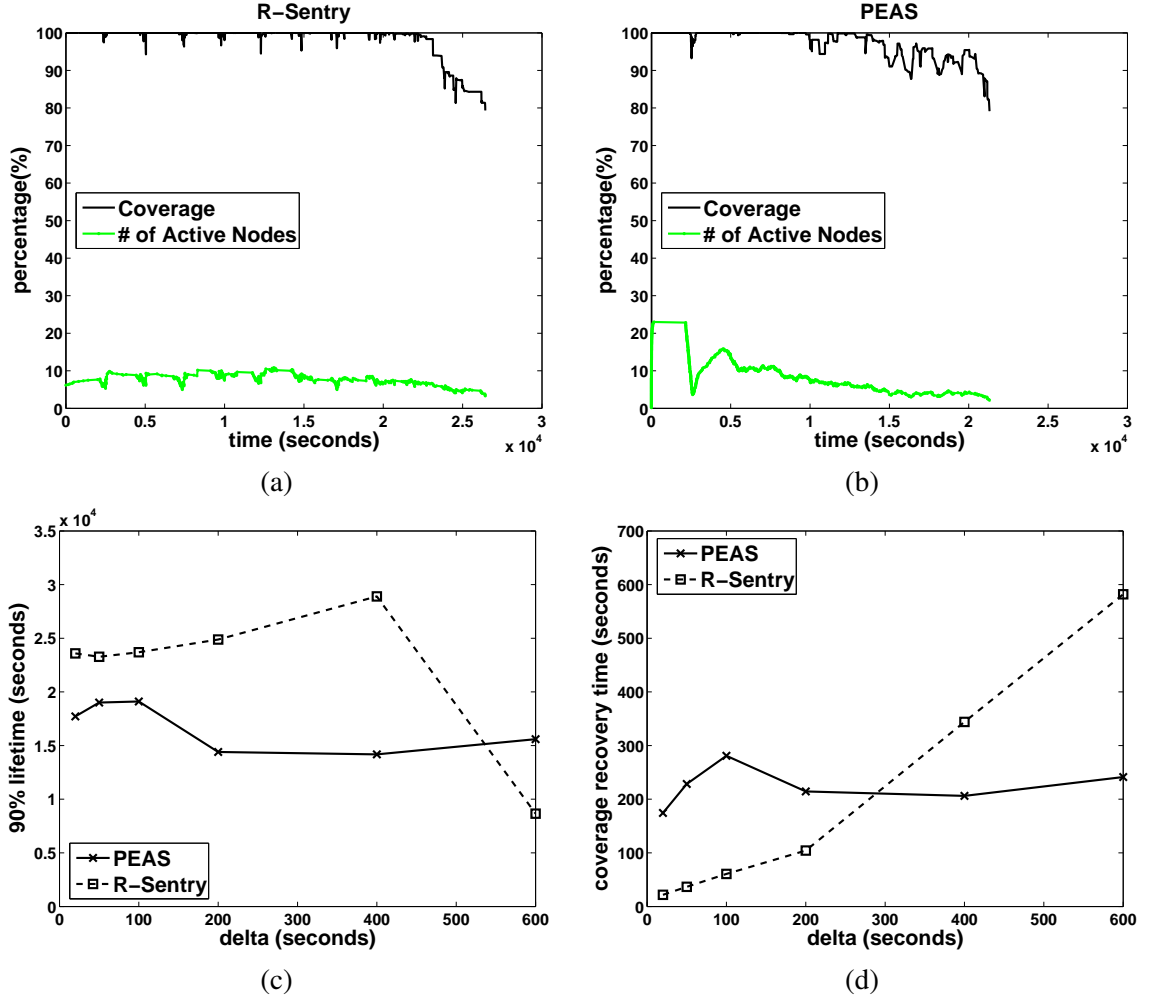 R−Sentry
100
90
80
70
60
50
40
30
20
10
0
percentage(%)
Coverage
# of Active Nodes
0 0.5 1 1.5 2 2.5 3
x 10^4
time (seconds)
(a)
PEAS
100
90
80
70
60
50
40
30
20
10
0
percentage(%)
Coverage
# of Active Nodes
0 0.5 1 1.5 2 2.5 3
x 10^4
time (seconds)
(b)
x 10^4
3.5
3
2.5
2
1.5
1
0.5
0
90% lifetime (seconds)
PEAS
R−Sentry
0 100 200 300 400 500 600
delta (seconds)
(c)
700
600
500
400
300
200
100
0
coverage recovery time (seconds)
PEAS
R−Sentry
0 100 200 300 400 500 600
delta (seconds)
(d)